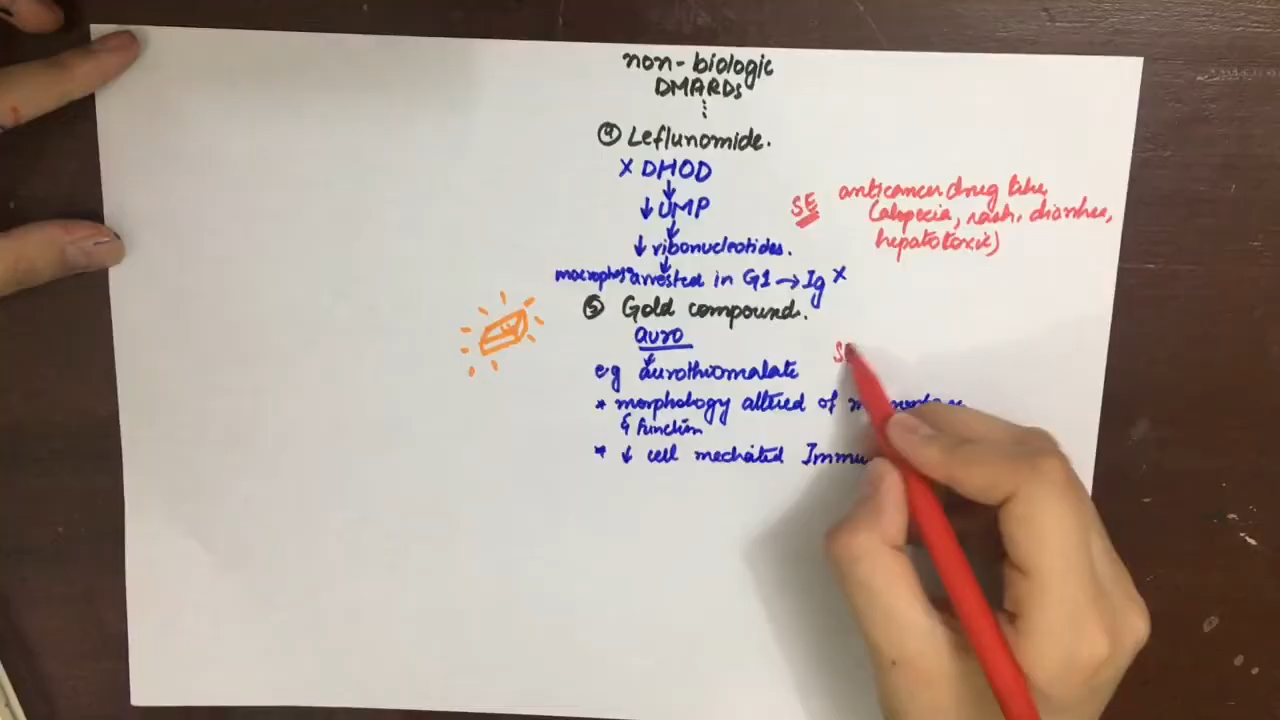 non-biologic
DMARDs
④ Leflunomide.
X DHOD
↓ UMP
↓ ribonucleotides.
arrested in G1 → Ig X
SE anticancer drug like
(alopecia, rash, diarrhea,
hepatotoxic)
⑤ Gold compound.
auro
eg aurothiomalate
* morphology altered of
& function
* ↓ cell mediated Immu
SE